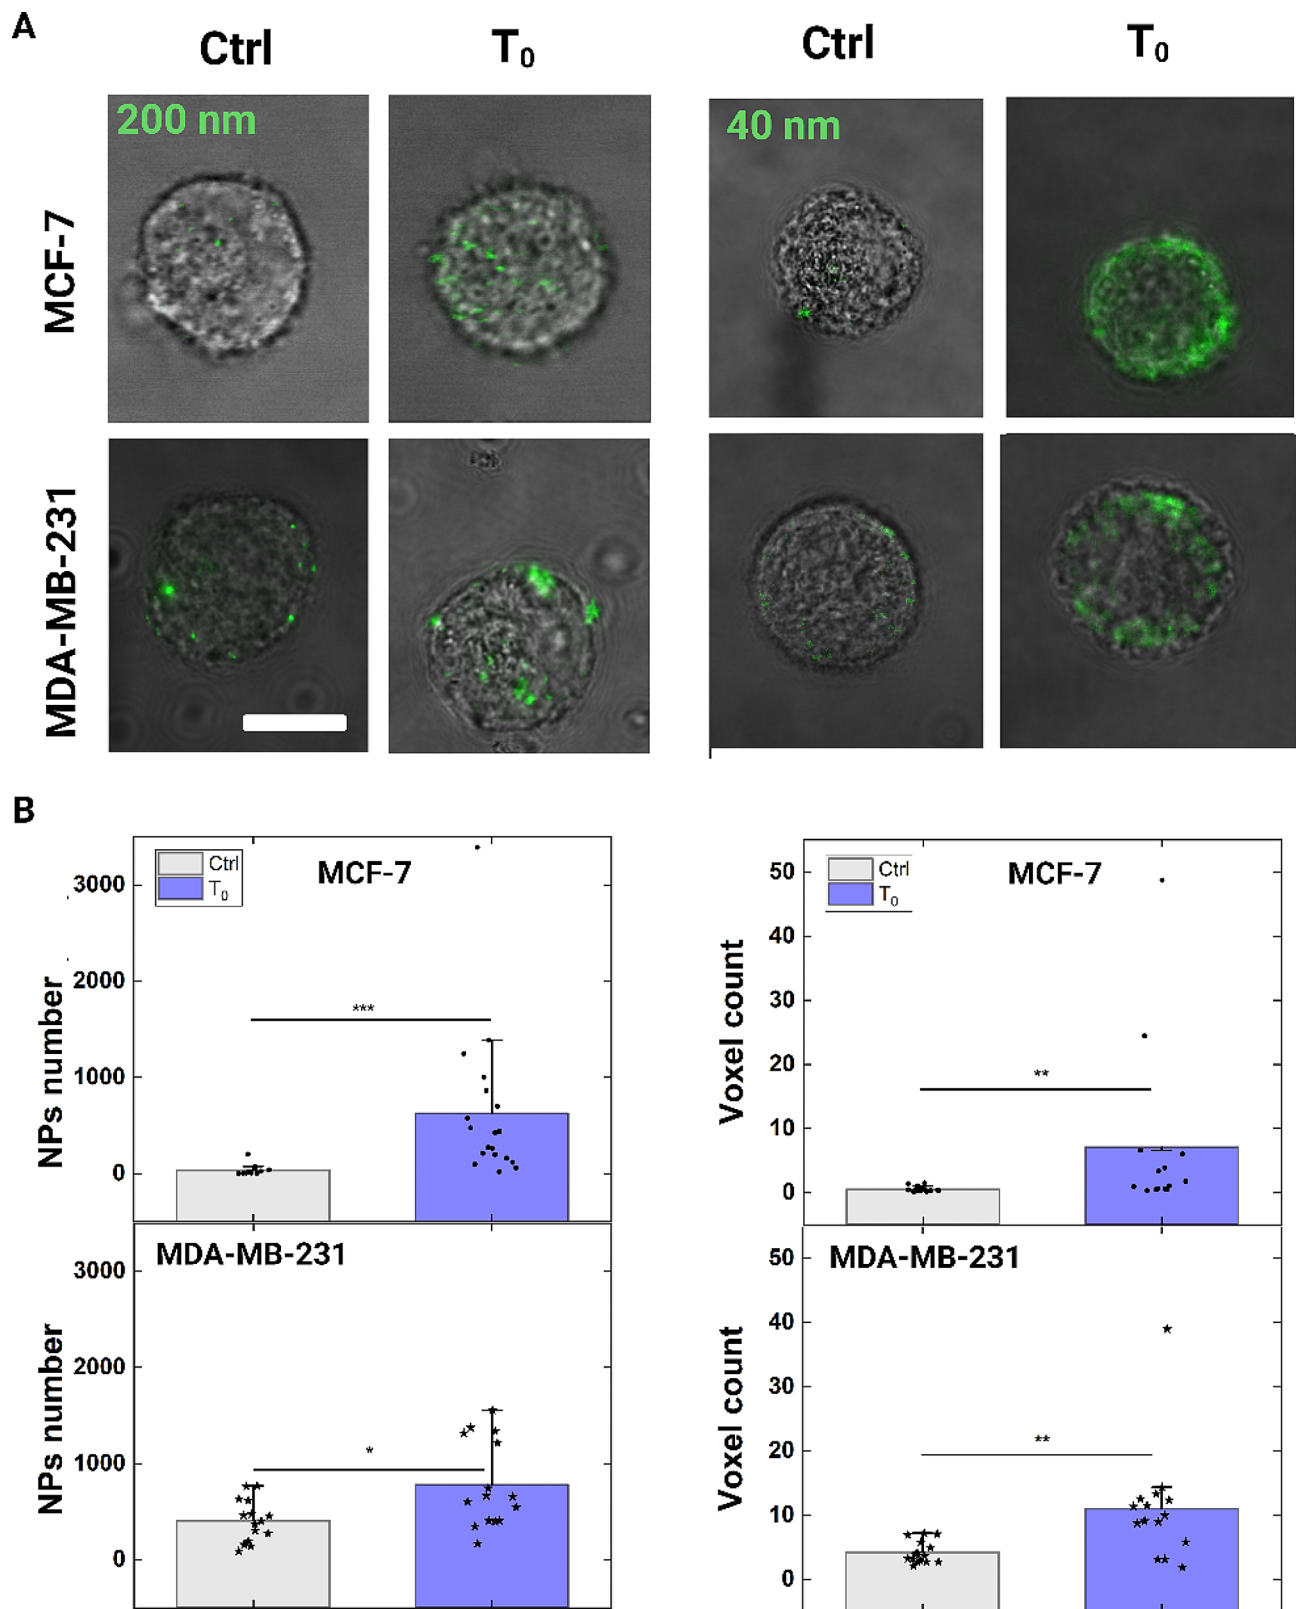 A
Ctrl
T₀
Ctrl
T₀
200 nm
40 nm
MCF-7
MDA-MB-231
B
Ctrl
T₀
MCF-7
3000
2000
1000
0
NPs number
***
MDA-MB-231
3000
2000
1000
0
NPs number
*
Ctrl
T₀
MCF-7
50
40
30
20
10
0
Voxel count
**
MDA-MB-231
50
40
30
20
10
0
Voxel count
**